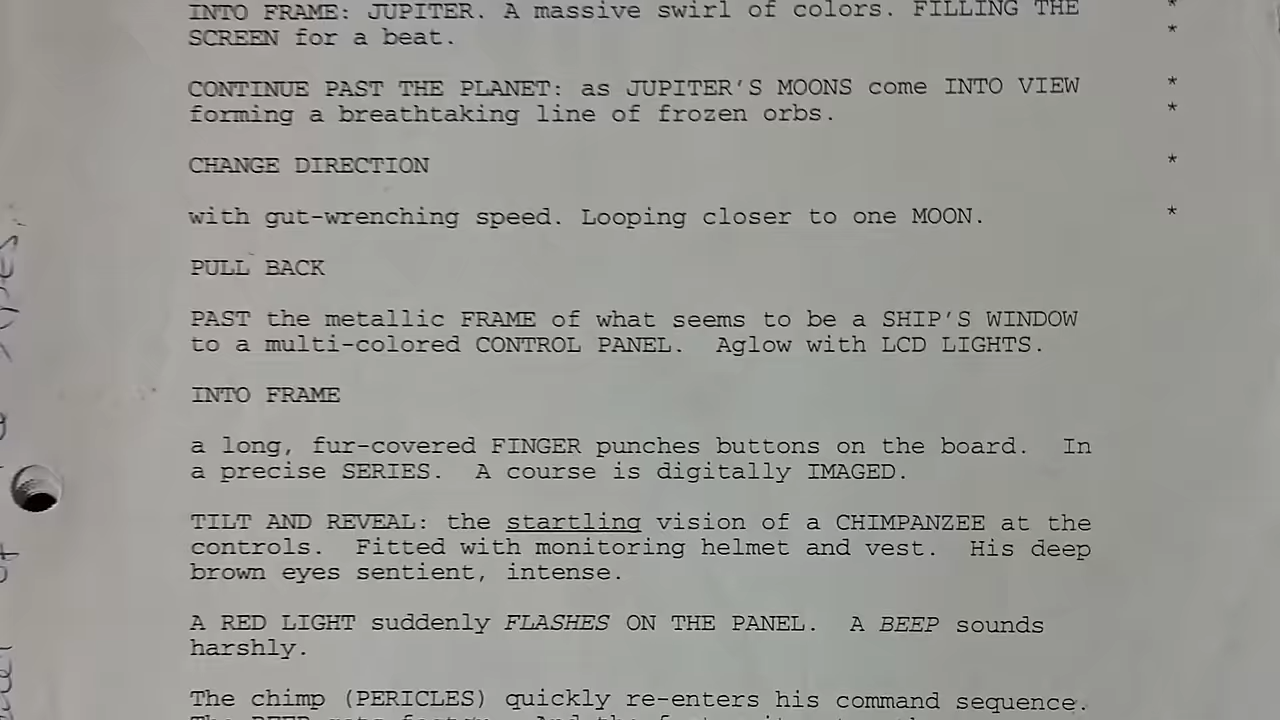 INTO FRAME: JUPITER. A massive swirl of colors. FILLING THE *
SCREEN for a beat. *
CONTINUE PAST THE PLANET: as JUPITER'S MOONS come INTO VIEW *
forming a breathtaking line of frozen orbs. *
CHANGE DIRECTION *
with gut-wrenching speed. Looping closer to one MOON. *
PULL BACK
PAST the metallic FRAME of what seems to be a SHIP'S WINDOW
to a multi-colored CONTROL PANEL. Aglow with LCD LIGHTS.
INTO FRAME
a long, fur-covered FINGER punches buttons on the board. In
a precise SERIES. A course is digitally IMAGED.
TILT AND REVEAL: the startling vision of a CHIMPANZEE at the
controls. Fitted with monitoring helmet and vest. His deep
brown eyes sentient, intense.
A RED LIGHT suddenly FLASHES ON THE PANEL. A BEEP sounds
harshly.
The chimp (PERICLES) quickly re-enters his command sequence.